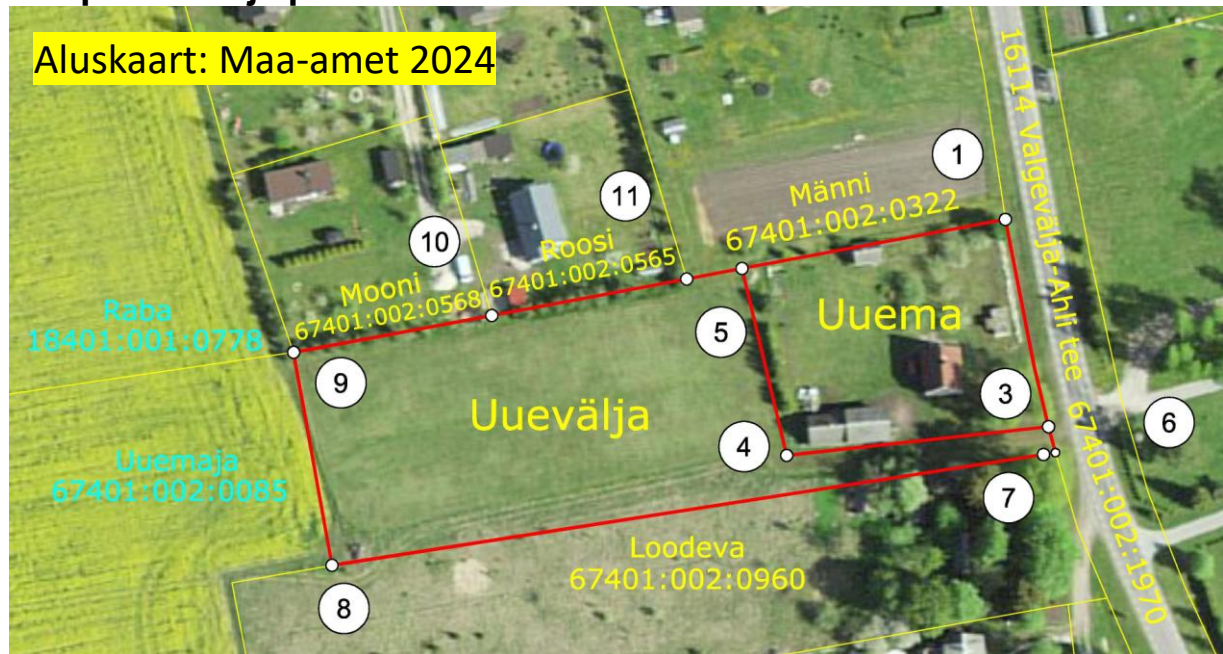 Aluskaart: Maa-amet 2024
16114 Valgevälja-Ahli tee 67401:002:1970
1
Männi
67401:002:0322
11
10
Roosi
67401:002:0565
Mooni
67401:002:0568
Raba
18401:001:0778
Uuema
5
9
3
Uuevälja
6
4
Uuemaja
67401:002:0085
7
Loodeva
67401:002:0960
8